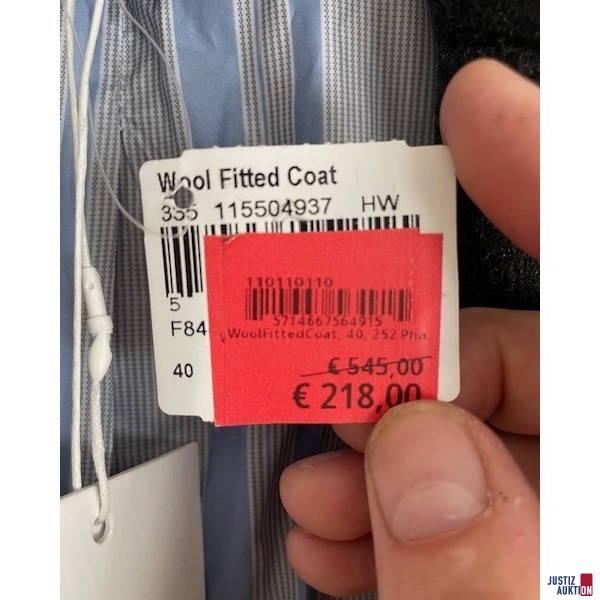 Wool Fitted Coat
115504937 HW
5
F84
40
110110110
5714667564915
WoolFittedCoat, 40, 252 Pha
€ 545,00
€ 218,00
JUSTIZ
AUKTION